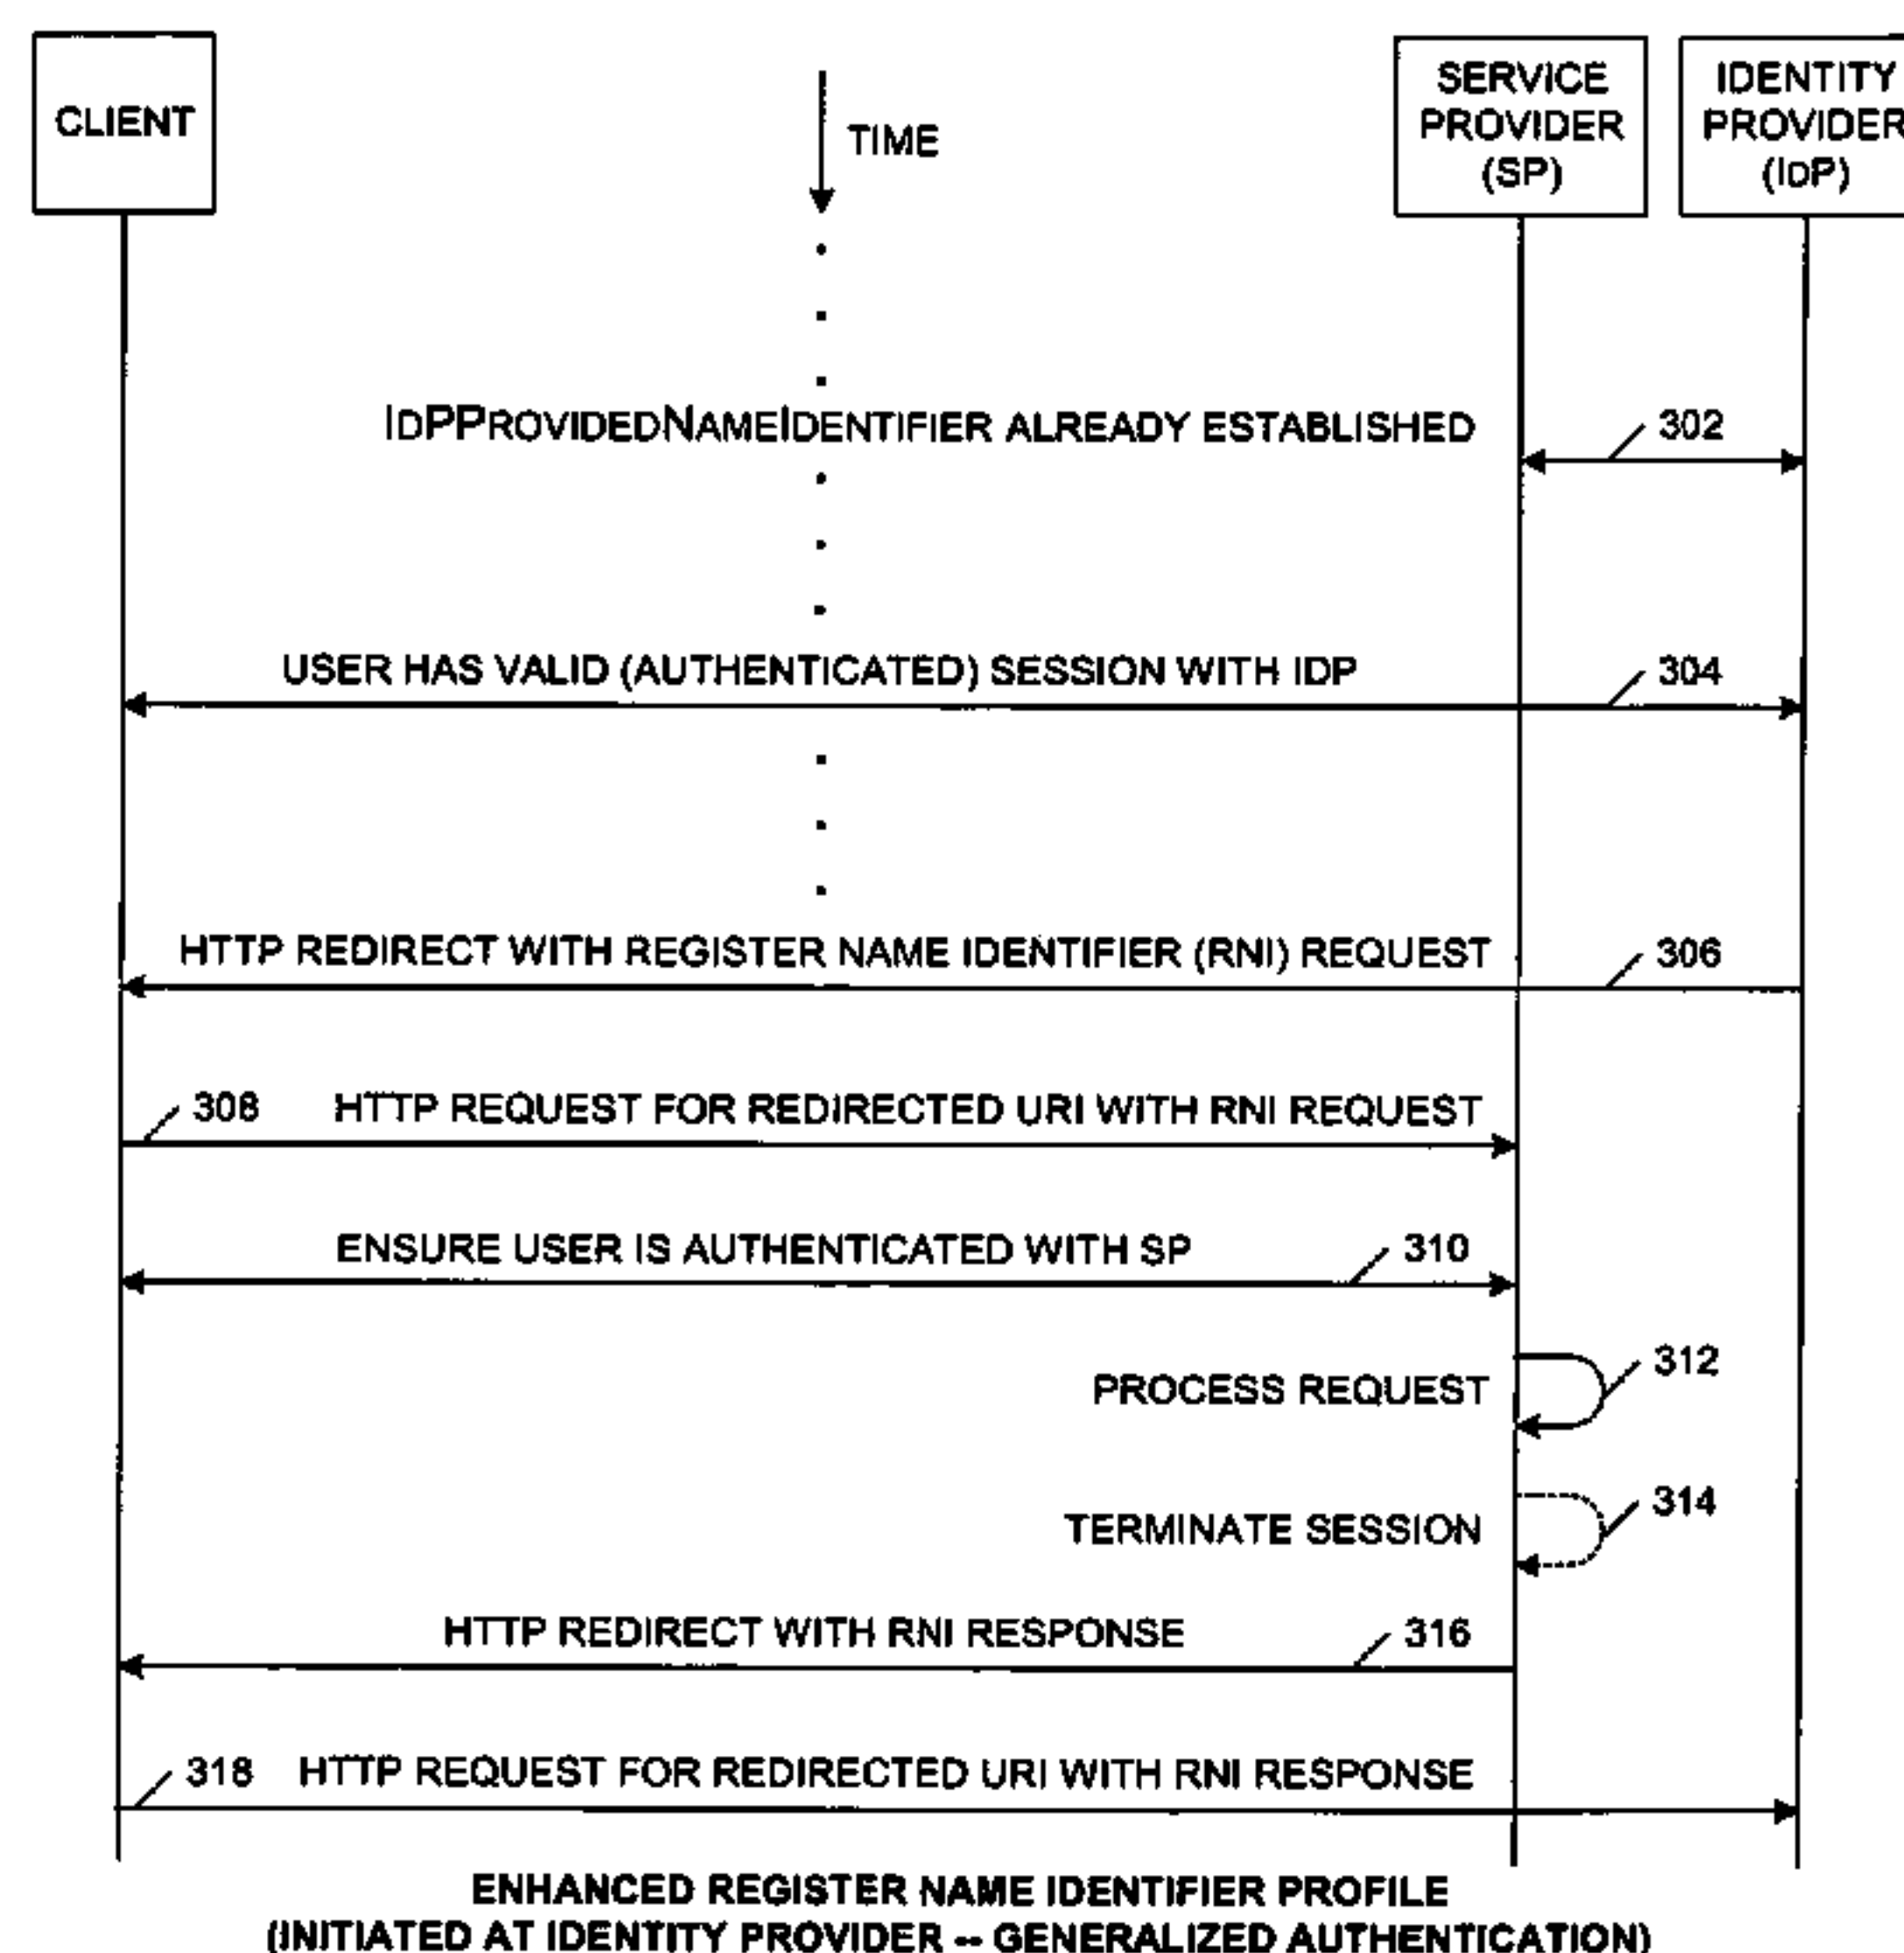 CLIENT
TIME
SERVICE
PROVIDER
(SP)
IDENTITY
PROVIDER
(IDP)
IDPPROVIDEDNAMEIDENTIFIER ALREADY ESTABLISHED
302
USER HAS VALID (AUTHENTICATED) SESSION WITH IDP
304
HTTP REDIRECT WITH REGISTER NAME IDENTIFIER (RNI) REQUEST
306
308
HTTP REQUEST FOR REDIRECTED URI WITH RNI REQUEST
ENSURE USER IS AUTHENTICATED WITH SP
310
PROCESS REQUEST
312
TERMINATE SESSION
314
HTTP REDIRECT WITH RNI RESPONSE
316
318
HTTP REQUEST FOR REDIRECTED URI WITH RNI RESPONSE
ENHANCED REGISTER NAME IDENTIFIER PROFILE
(INITIATED AT IDENTITY PROVIDER -- GENERALIZED AUTHENTICATION)